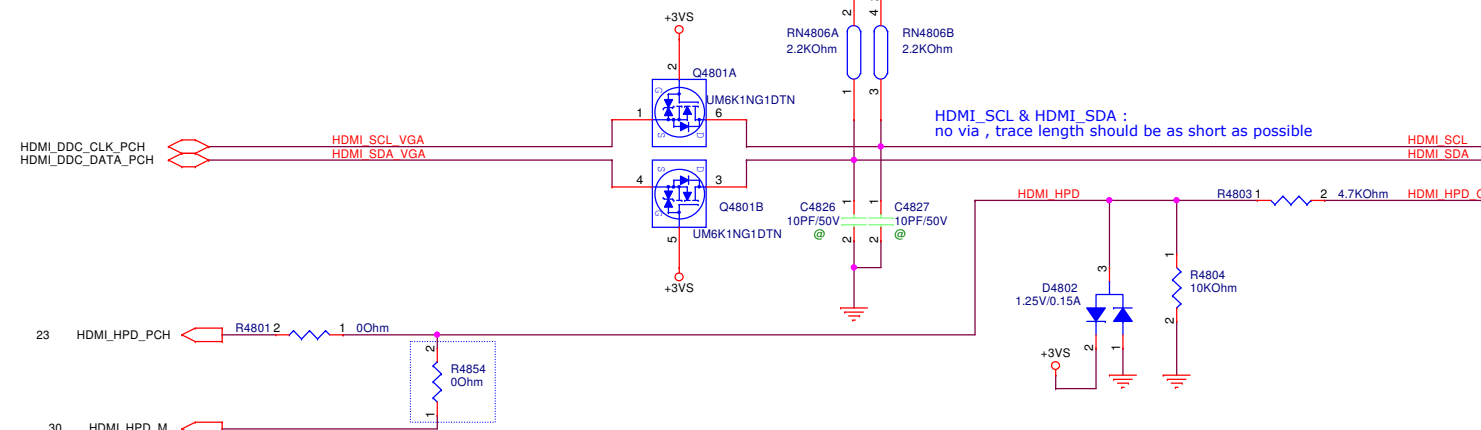 +3VS
2
4
RN4806A
2.2KOhm
RN4806B
2.2KOhm
2
Q4801A
G
UM6K1NG1DTN
1
6
S
D
1
3
HDMI_SCL & HDMI_SDA :
no via , trace length should be as short as possible
HDMI_DDC_CLK_PCH
HDMI_SCL_VGA
HDMI_SCL
HDMI_DDC_DATA_PCH
HDMI_SDA_VGA
HDMI_SDA
S
D
4
3
G
Q4801B
UM6K1NG1DTN
5
+3VS
C4826
10PF/50V
@
1
2
1
2
C4827
10PF/50V
@
HDMI_HPD
R4803
1
2
4.7KOhm
HDMI_HPD_
3
1
R4804
10KOhm
2
D4802
1.25V/0.15A
2
1
+3VS
23
HDMI_HPD_PCH
R4801
2
1
0Ohm
2
R4854
0Ohm
1
30
HDMI_HPD_M